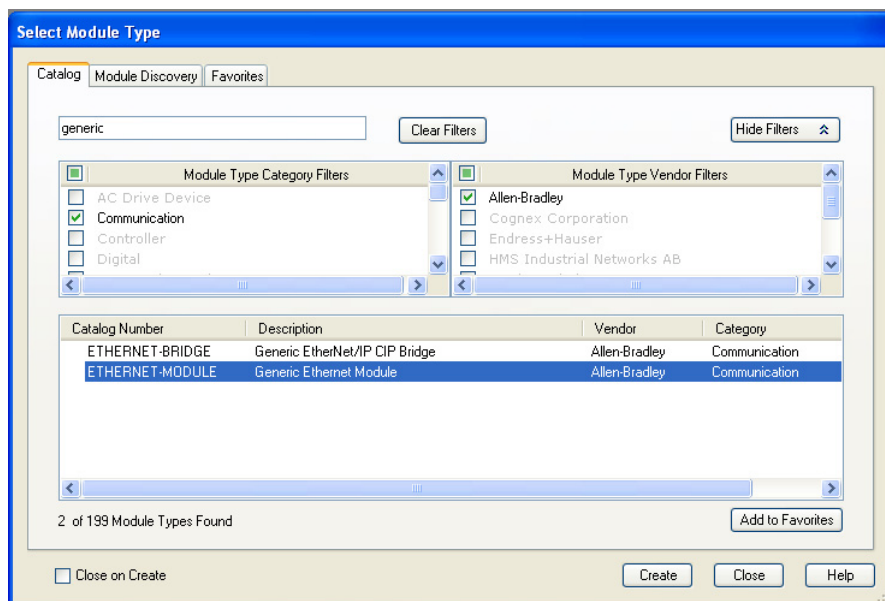 Select Module Type
Catalog Module Discovery Favorites
generic Clear Filters Hide Filters
Module Type Category Filters Module Type Vendor Filters
AC Drive Device Allen-Bradley
Communication Cognex Corporation
Controller Endress+Hauser
Digital HMS Industrial Networks AB
Catalog Number Description Vendor Category
ETHERNET-BRIDGE Generic EtherNet/IP CIP Bridge Allen-Bradley Communication
ETHERNET-MODULE Generic Ethernet Module Allen-Bradley Communication
2 of 199 Module Types Found Add to Favorites
Close on Create Create Close Help